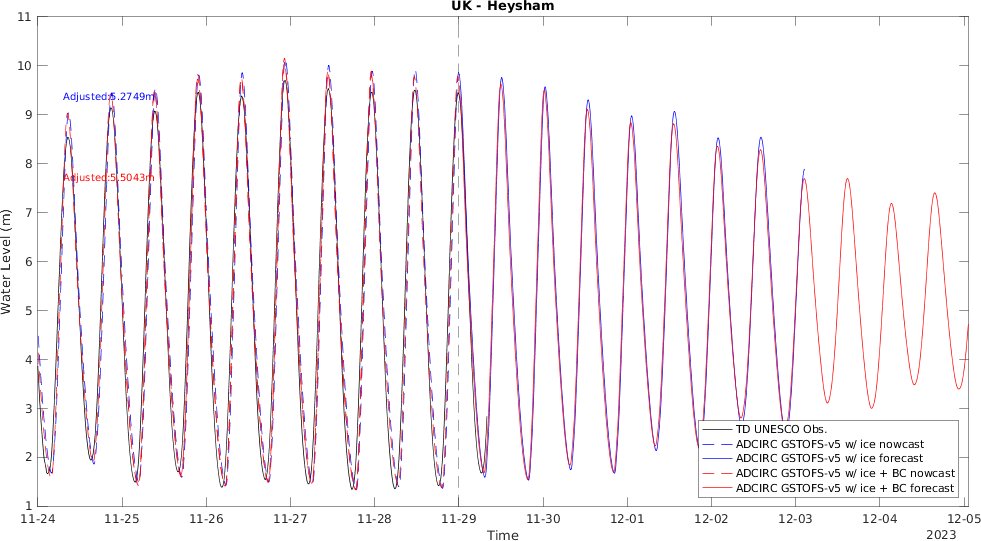 UK - Heysham
11
10
9
8
7
6
5
4
3
2
1
Water Level (m)
Adjusted:5.2749m
Adjusted:5.5043m
TD UNESCO Obs.
ADCIRC GSTOFS-v5 w/ ice nowcast
ADCIRC GSTOFS-v5 w/ ice forecast
ADCIRC GSTOFS-v5 w/ ice + BC nowcast
ADCIRC GSTOFS-v5 w/ ice + BC forecast
11-24 11-25 11-26 11-27 11-28 11-29 11-30 12-01 12-02 12-03 12-04 12-05
Time
2023